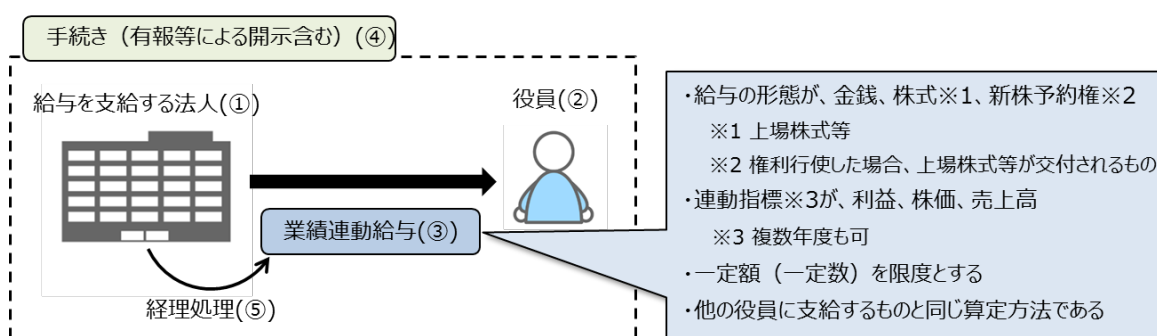 手続き（有報等による開示含む）(④)
給与を支給する法人(①)
役員(②)
業績連動給与(③)
経理処理(⑤)
・給与の形態が、金銭、株式※1、新株予約権※2
※1 上場株式等
※2 権利行使した場合、上場株式等が交付されるもの
・連動指標※3が、利益、株価、売上高
※3 複数年度も可
・一定額（一定数）を限度とする
・他の役員に支給するものと同じ算定方法である